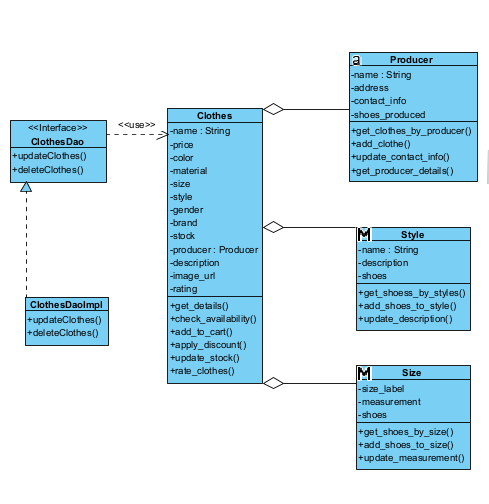 <<Interface>>
ClothesDao
+updateClothes()
+deleteClothes()
<<use>>
ClothesDaoImpl
+updateClothes()
+deleteClothes()
Clothes
-name : String
-price
-color
-material
-size
-style
-gender
-brand
-stock
-producer : Producer
-description
-image_url
-rating
+get_details()
+check_availability()
+add_to_cart()
+apply_discount()
+update_stock()
+rate_clothes()
a
Producer
-name : String
-address
-contact_info
-shoes_produced
+get_clothes_by_producer()
+add_clothe()
+update_contact_info()
+get_producer_details()
M
Style
-name : String
-description
-shoes
+get_shoess_by_styles()
+add_shoes_to_style()
+update_description()
M
Size
-size_label
-measurement
-shoes
+get_shoes_by_size()
+add_shoes_to_size()
+update_measurement()